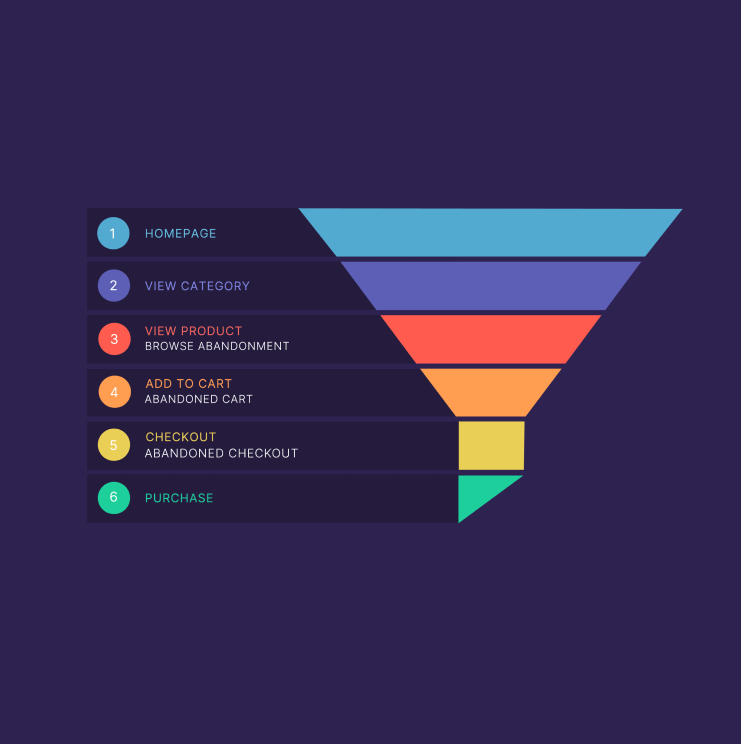 1 HOMEPAGE
2 VIEW CATEGORY
3 VIEW PRODUCT
BROWSE ABANDONMENT
4 ADD TO CART
ABANDONED CART
5 CHECKOUT
ABANDONED CHECKOUT
6 PURCHASE